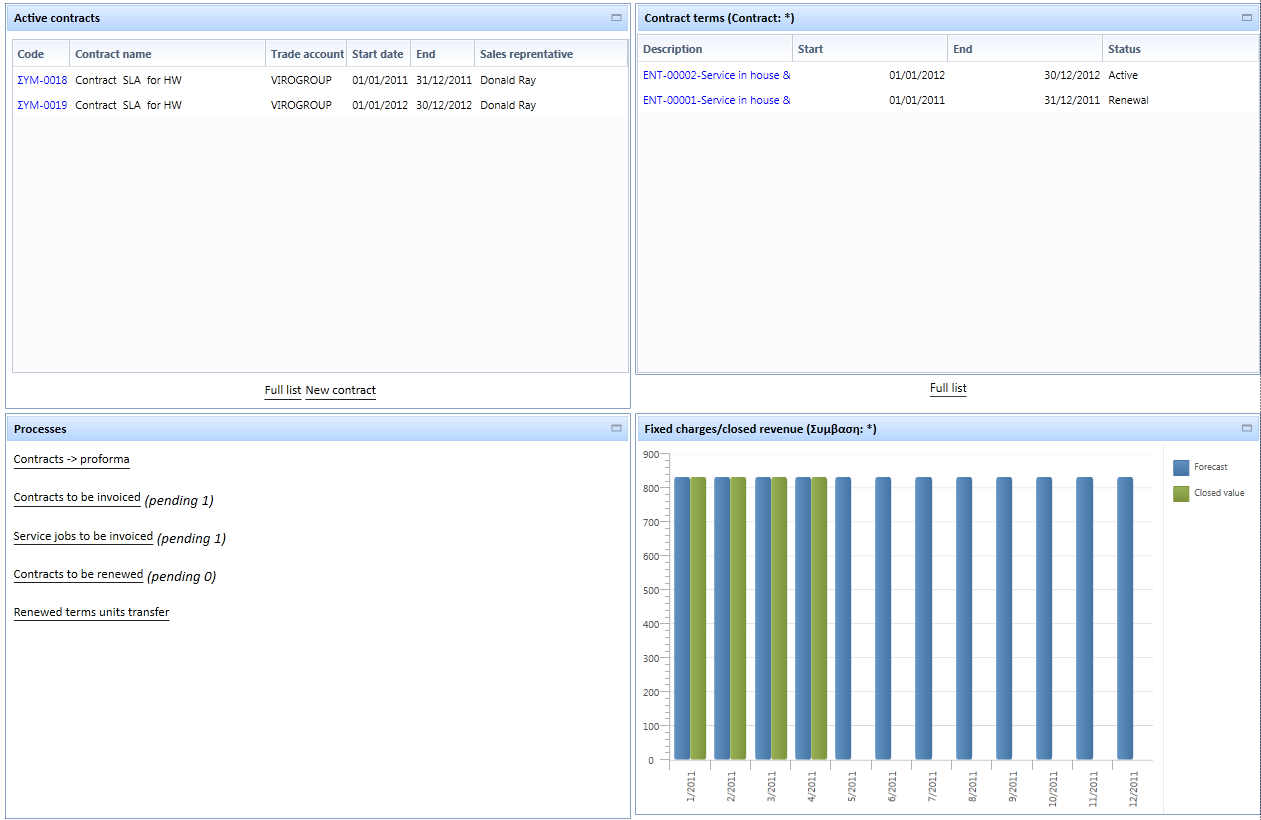 Active contracts
Code Contract name Trade account Start date End Sales reprentative
ΣΥΜ-0018 Contract SLA for HW VIROGROUP 01/01/2011 31/12/2011 Donald Ray
ΣΥΜ-0019 Contract SLA for HW VIROGROUP 01/01/2012 30/12/2012 Donald Ray
Full list New contract
Contract terms (Contract: *)
Description Start End Status
ENT-00002-Service in house & 01/01/2012 30/12/2012 Active
ENT-00001-Service in house & 01/01/2011 31/12/2011 Renewal
Full list
Processes
Contracts -> proforma
Contracts to be invoiced (pending 1)
Service jobs to be invoiced (pending 1)
Contracts to be renewed (pending 0)
Renewed terms units transfer
Fixed charges/closed revenue (Συμβαση: *)
900
800
700
600
500
400
300
200
100
0
1/2011
2/2011
3/2011
4/2011
5/2011
6/2011
7/2011
8/2011
9/2011
10/2011
11/2011
12/2011
Forecast
Closed value